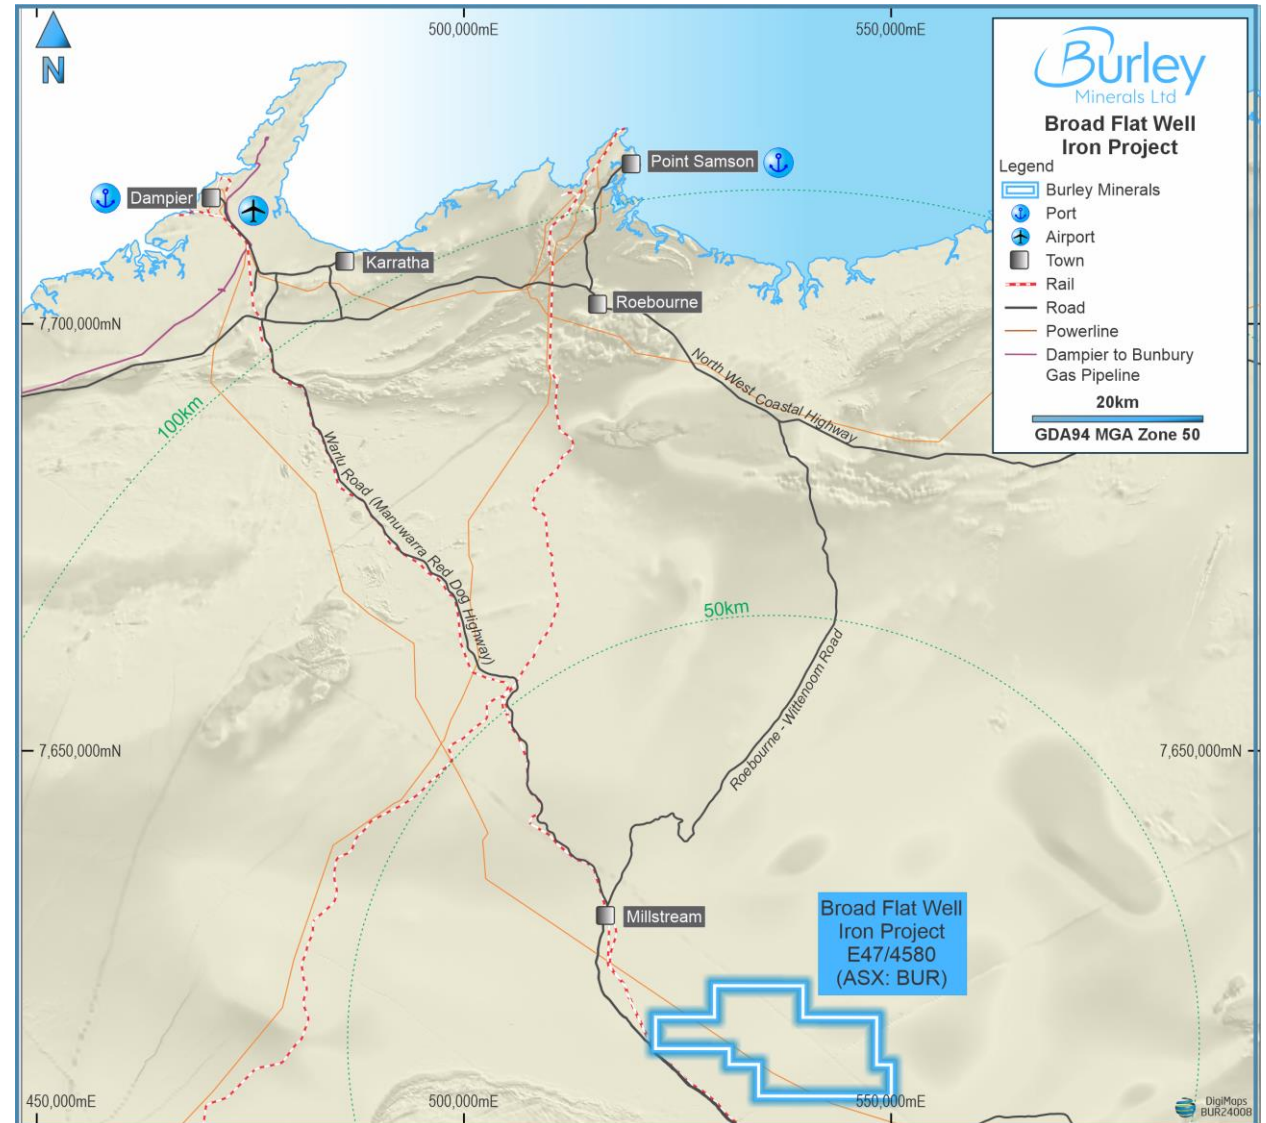 N
500,000mE
550,000mE
Burley
Minerals Ltd
Broad Flat Well
Iron Project
Legend
Burley Minerals
Port
Airport
Town
Rail
Road
Powerline
Dampier to Bunbury
Gas Pipeline
20km
GDA94 MGA Zone 50
Point Samson
Dampier
Karratha
Roebourne
7,700,000mN
North West Coastal Highway
100km
Warlu Road (Manuwarra Red Dog Highway)
50km
Roebourne - Wittenoom Road
7,650,000mN
7,650,000mN
Millstream
Broad Flat Well
Iron Project
E47/4580
(ASX: BUR)
450,000mE
500,000mE
550,000mE
DigiMaps
BUR24008